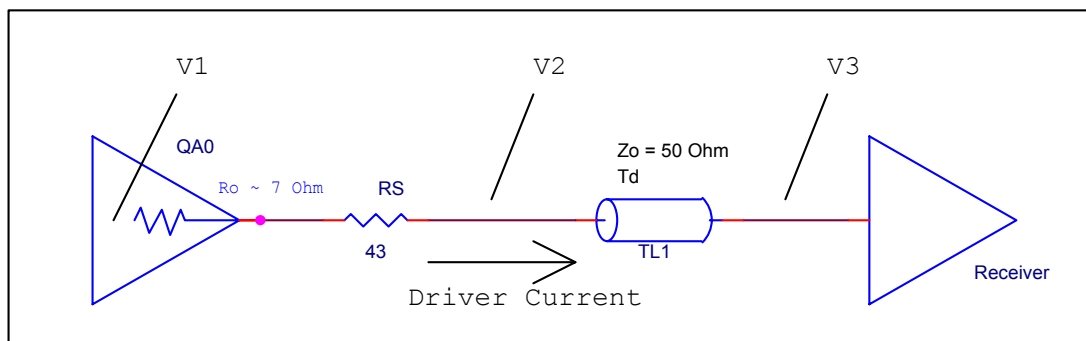 V1
V2
V3
QA0
Zo = 50 Ohm
Td
Ro ~ 7 Ohm
RS
43
TL1
Receiver
Driver Current